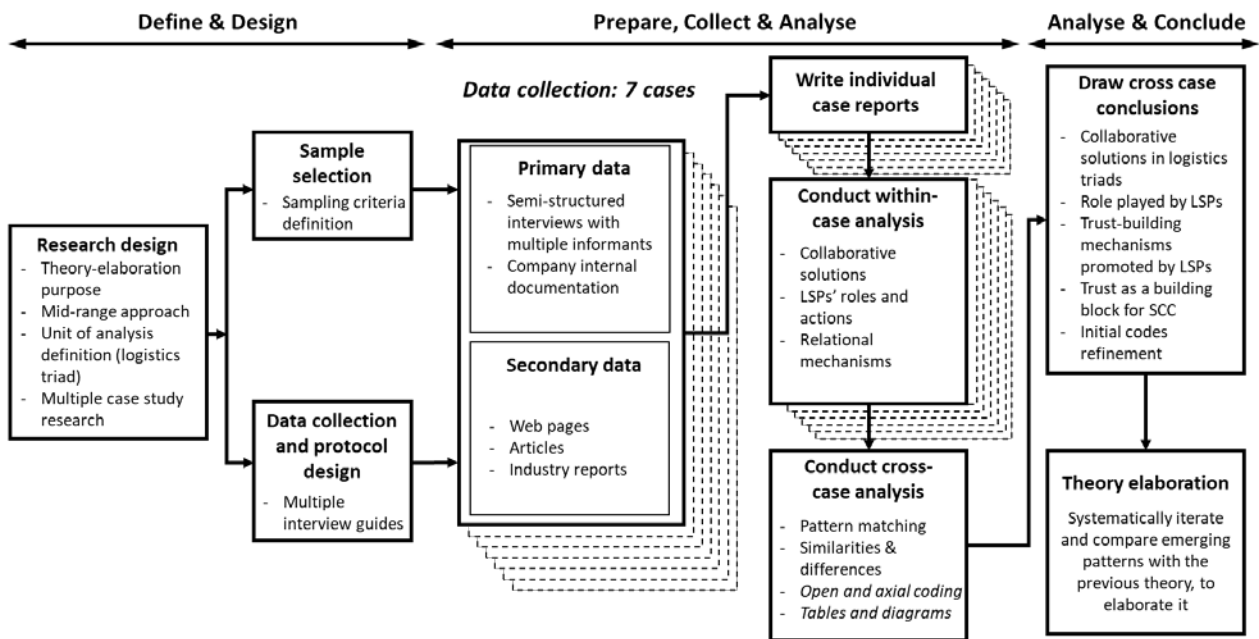 Define & Design
Prepare, Collect & Analyse
Analyse & Conclude
Research design
- Theory-elaboration
purpose
- Mid-range approach
- Unit of analysis
definition (logistics
triad)
- Multiple case study
research
Sample
selection
- Sampling criteria
definition
Data collection
and protocol
design
- Multiple
interview guides
Data collection: 7 cases
Primary data
- Semi-structured
interviews with
multiple informants
- Company internal
documentation
Secondary data
- Web pages
- Articles
- Industry reports
Write individual
case reports
Conduct within-
case analysis
- Collaborative
solutions
- LSPs' roles and
actions
- Relational
mechanisms
Conduct cross-
case analysis
- Pattern matching
- Similarities &
differences
- Open and axial coding
- Tables and diagrams
Draw cross case
conclusions
- Collaborative
solutions in logistics
triads
- Role played by LSPs
- Trust-building
mechanisms
promoted by LSPs
- Trust as a building
block for SCC
- Initial codes
refinement
Theory elaboration
Systematically iterate
and compare emerging
patterns with the
previous theory, to
elaborate it